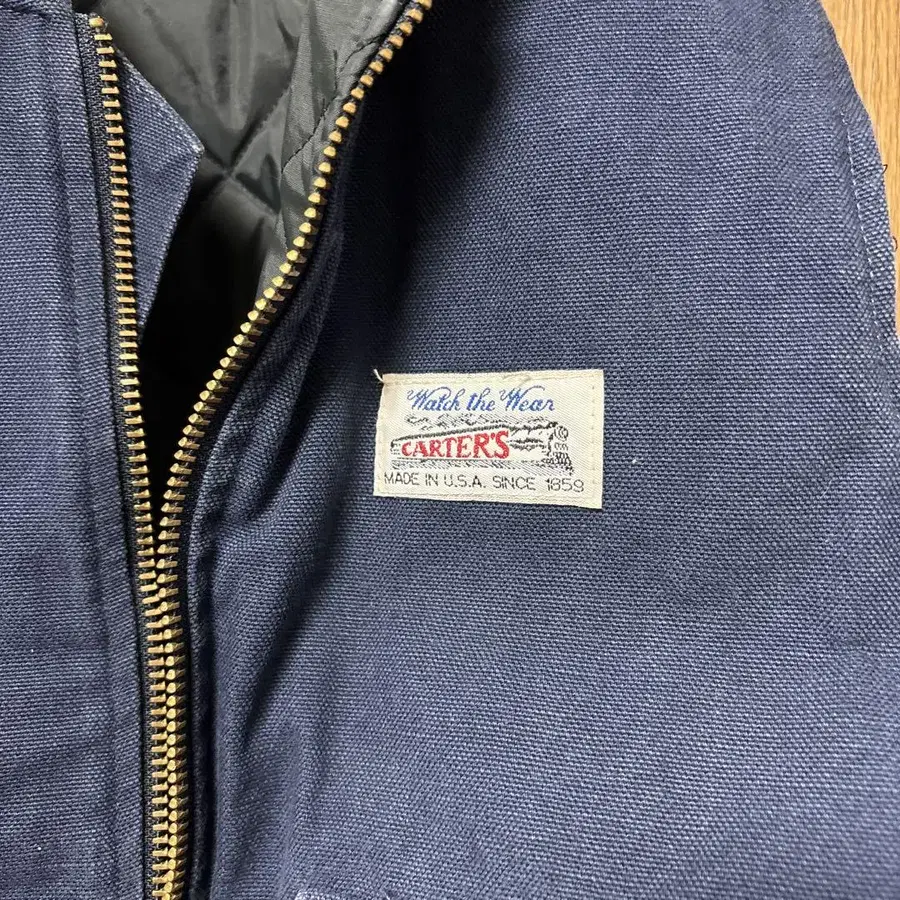 Watch the Wear
CARTER'S
MADE IN U.S.A. SINCE 1859